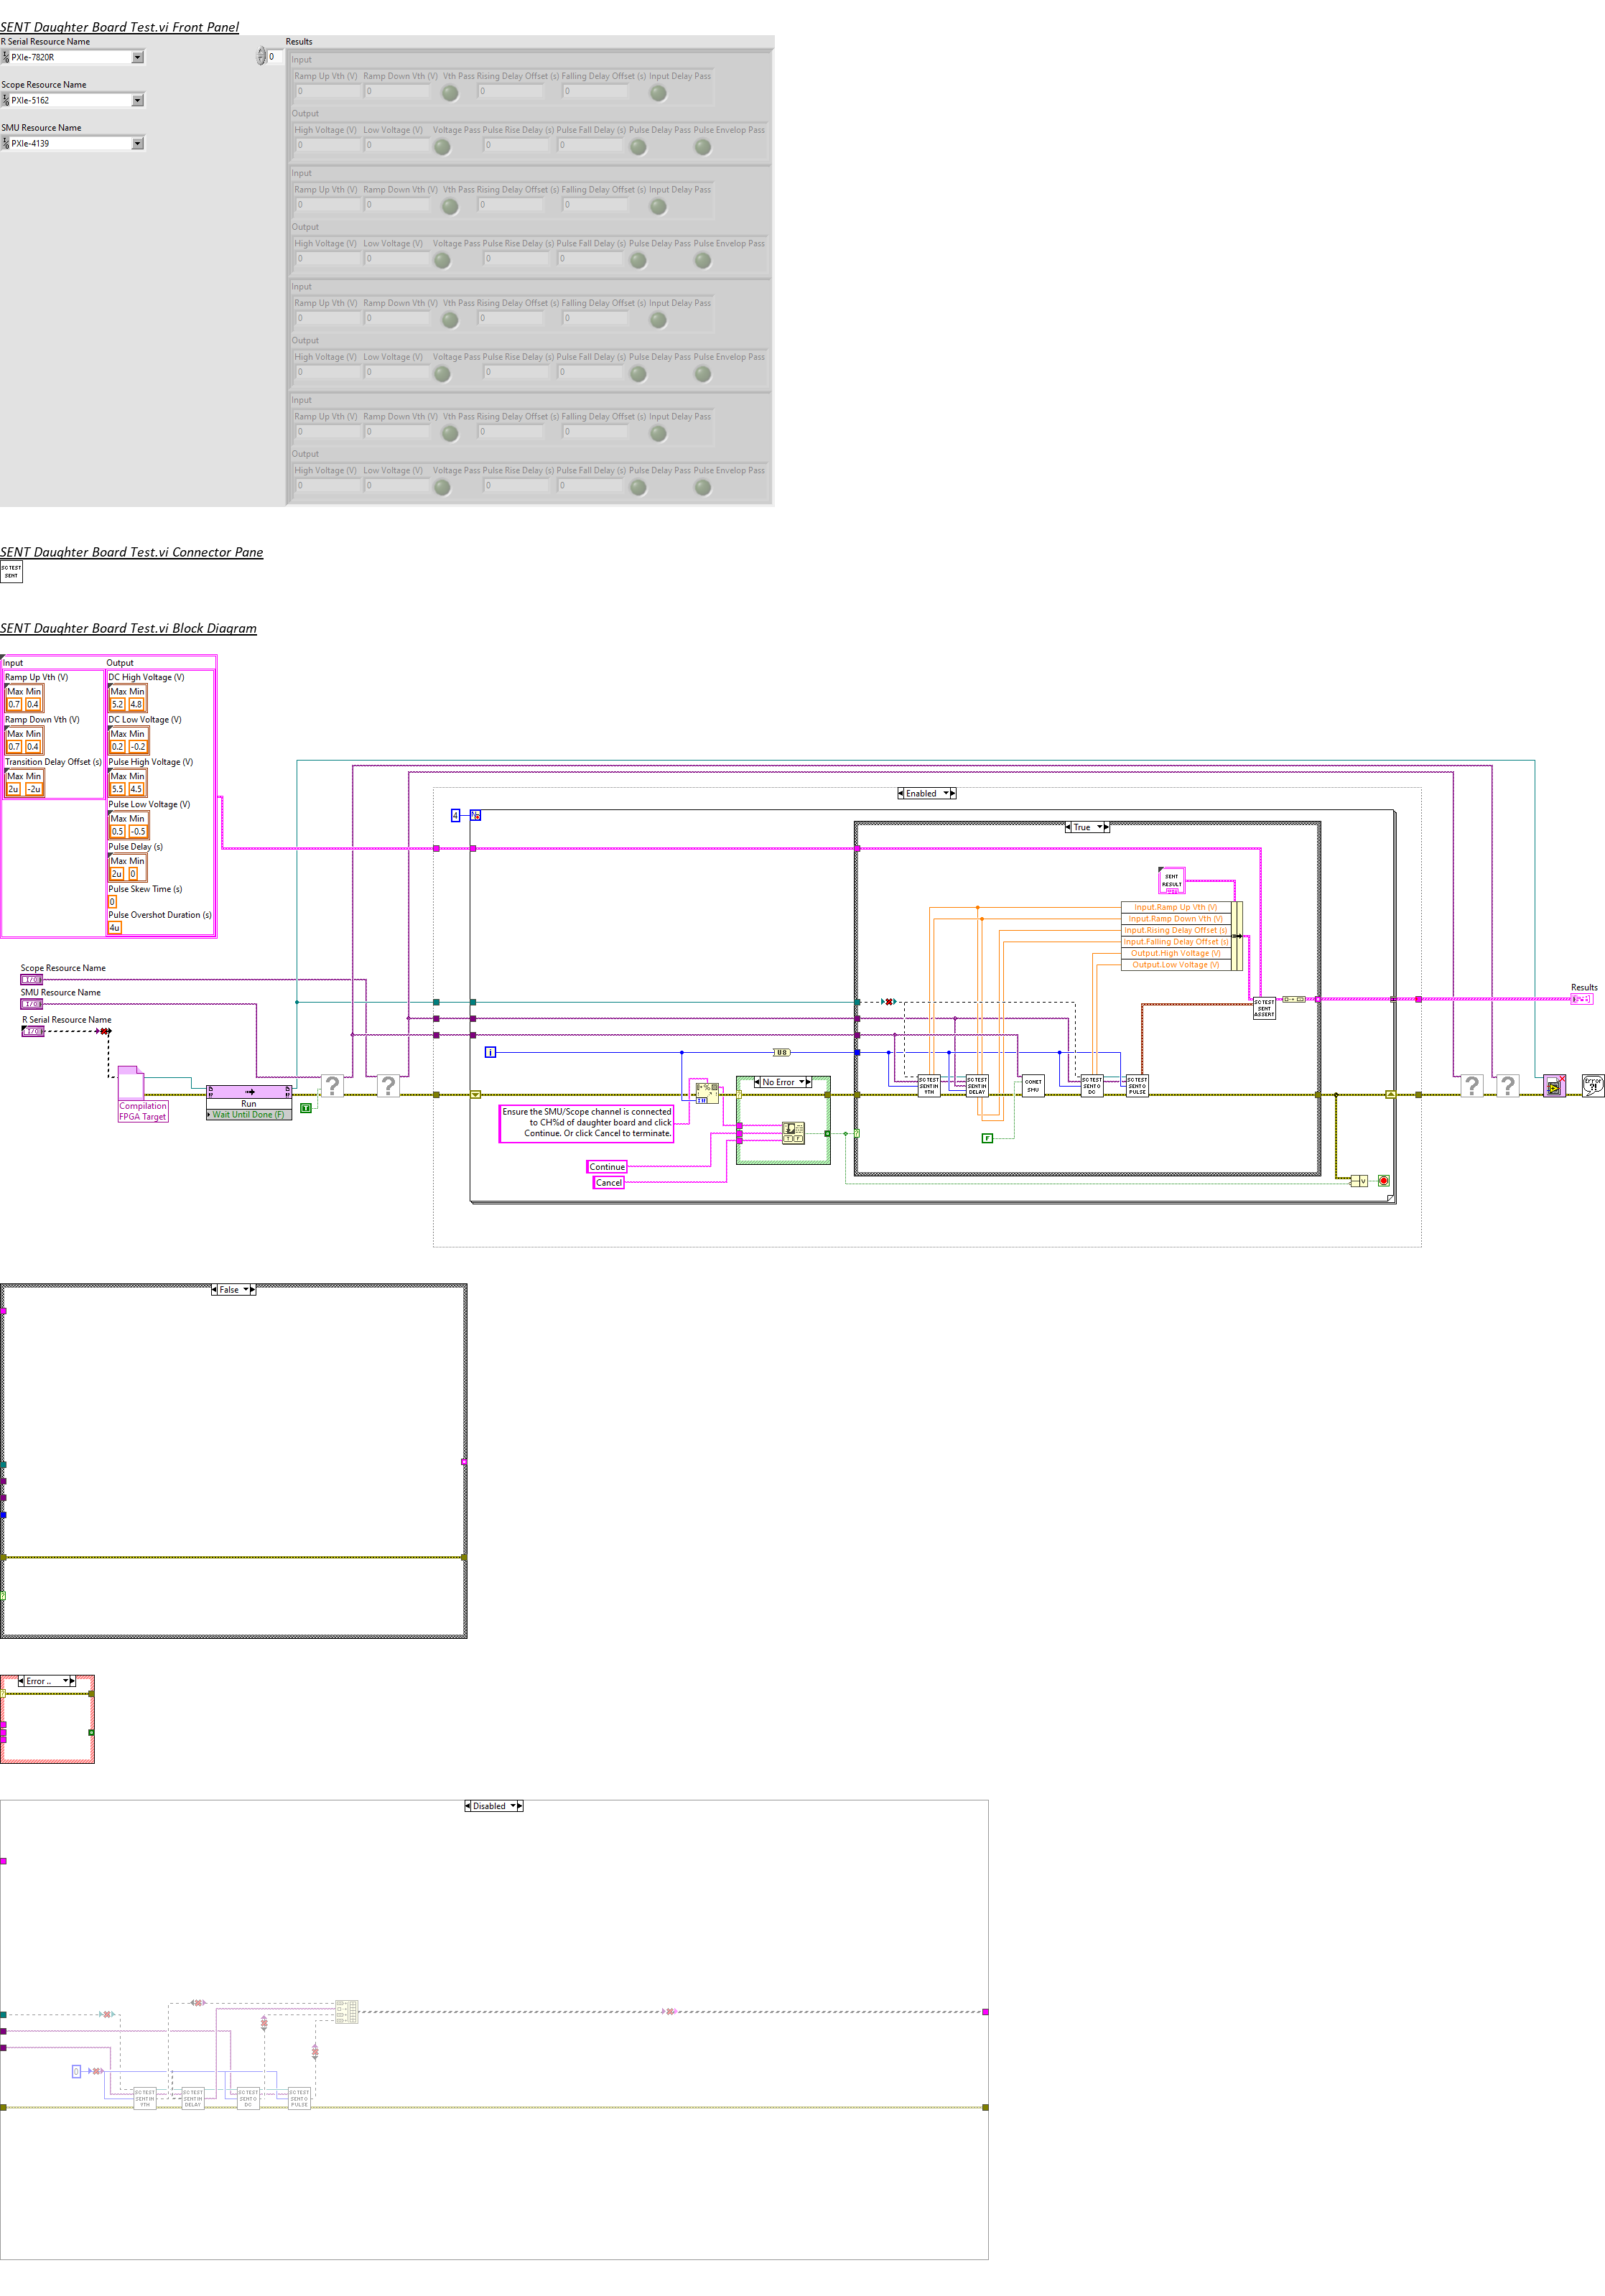 SENT Daughter Board Test.vi Front Panel
R Serial Resource Name
PXIe-7820R
Scope Resource Name
PXIe-5162
SMU Resource Name
PXIe-4139
Results
0
Input
Ramp Up Vth (V) Ramp Down Vth (V) Vth Pass Rising Delay Offset (s) Falling Delay Offset (s) Input Delay Pass
0 0 0 0
Output
High Voltage (V) Low Voltage (V) Voltage Pass Pulse Rise Delay (s) Pulse Fall Delay (s) Pulse Delay Pass Pulse Envelop Pass
0 0 0 0
Input
Ramp Up Vth (V) Ramp Down Vth (V) Vth Pass Rising Delay Offset (s) Falling Delay Offset (s) Input Delay Pass
0 0 0 0
Output
High Voltage (V) Low Voltage (V) Voltage Pass Pulse Rise Delay (s) Pulse Fall Delay (s) Pulse Delay Pass Pulse Envelop Pass
0 0 0 0
Input
Ramp Up Vth (V) Ramp Down Vth (V) Vth Pass Rising Delay Offset (s) Falling Delay Offset (s) Input Delay Pass
0 0 0 0
Output
High Voltage (V) Low Voltage (V) Voltage Pass Pulse Rise Delay (s) Pulse Fall Delay (s) Pulse Delay Pass Pulse Envelop Pass
0 0 0 0
Input
Ramp Up Vth (V) Ramp Down Vth (V) Vth Pass Rising Delay Offset (s) Falling Delay Offset (s) Input Delay Pass
0 0 0 0
Output
High Voltage (V) Low Voltage (V) Voltage Pass Pulse Rise Delay (s) Pulse Fall Delay (s) Pulse Delay Pass Pulse Envelop Pass
0 0 0 0
SENT Daughter Board Test.vi Connector Pane
SC TEST
SENT
SENT Daughter Board Test.vi Block Diagram
Input
Ramp Up Vth (V)
Max Min
0.7 0.4
Ramp Down Vth (V)
Max Min
0.7 0.4
Transition Delay Offset (s)
Max Min
2u -2u
Output
DC High Voltage (V)
Max Min
5.2 4.8
DC Low Voltage (V)
Max Min
0.2 -0.2
Pulse High Voltage (V)
Max Min
5.5 4.5
Pulse Low Voltage (V)
Max Min
0.5 -0.5
Pulse Delay (s)
Max Min
2u 0
Pulse Skew Time (s)
0
Pulse Overshot Duration (s)
4u
Scope Resource Name
SMU Resource Name
R Serial Resource Name
Compilation
FPGA Target
Run
Wait Until Done (F)
T
Enabled
4
N
i
U8
Ensure the SMU/Scope channel is connected
to CH%d of daughter board and click
Continue. Or click Cancel to terminate.
Continue
Cancel
No Error
True
SENT
RESULT
Input.Ramp Up Vth (V)
Input.Ramp Down Vth (V)
Input.Rising Delay Offset (s)
Input.Falling Delay Offset (s)
Output.High Voltage (V)
Output.Low Voltage (V)
SC TEST
SENT
ASSERT
SC TEST
SENT IN
VTH
SC TEST
SENT IN
DELAY
CONET
SMU
SC TEST
SENT O
DC
SC TEST
SENT O
PULSE
F
Results
Error
?!
False
Error ..
Disabled
0
SC TEST
SENT IN
VTH
SC TEST
SENT IN
DELAY
SC TEST
SENT O
DC
SC TEST
SENT O
PULSE